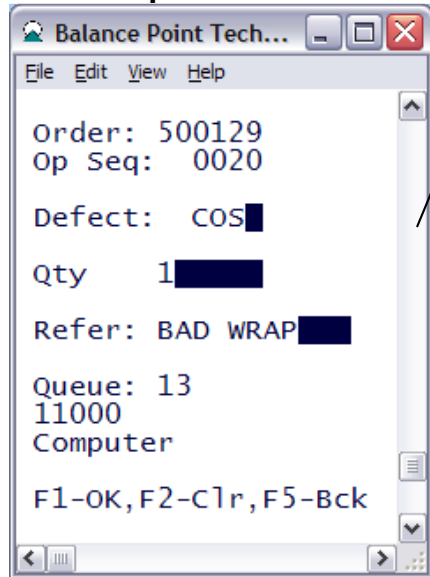 Balance Point Tech...
File Edit View Help
Order: 500129
Op Seq: 0020
Defect: COS
Qty 1
Refer: BAD WRAP
Queue: 13
11000
Computer
F1-OK,F2-Clr,F5-Bck